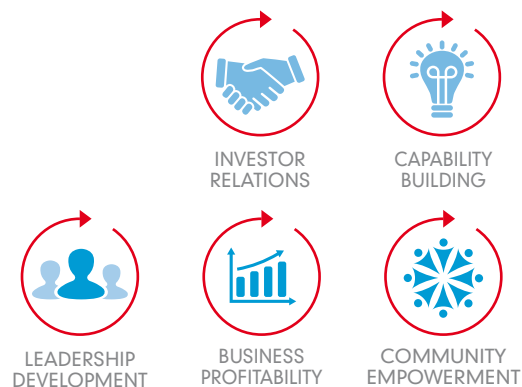 INVESTOR
RELATIONS
CAPABILITY
BUILDING
LEADERSHIP
DEVELOPMENT
BUSINESS
PROFITABILITY
COMMUNITY
EMPOWERMENT